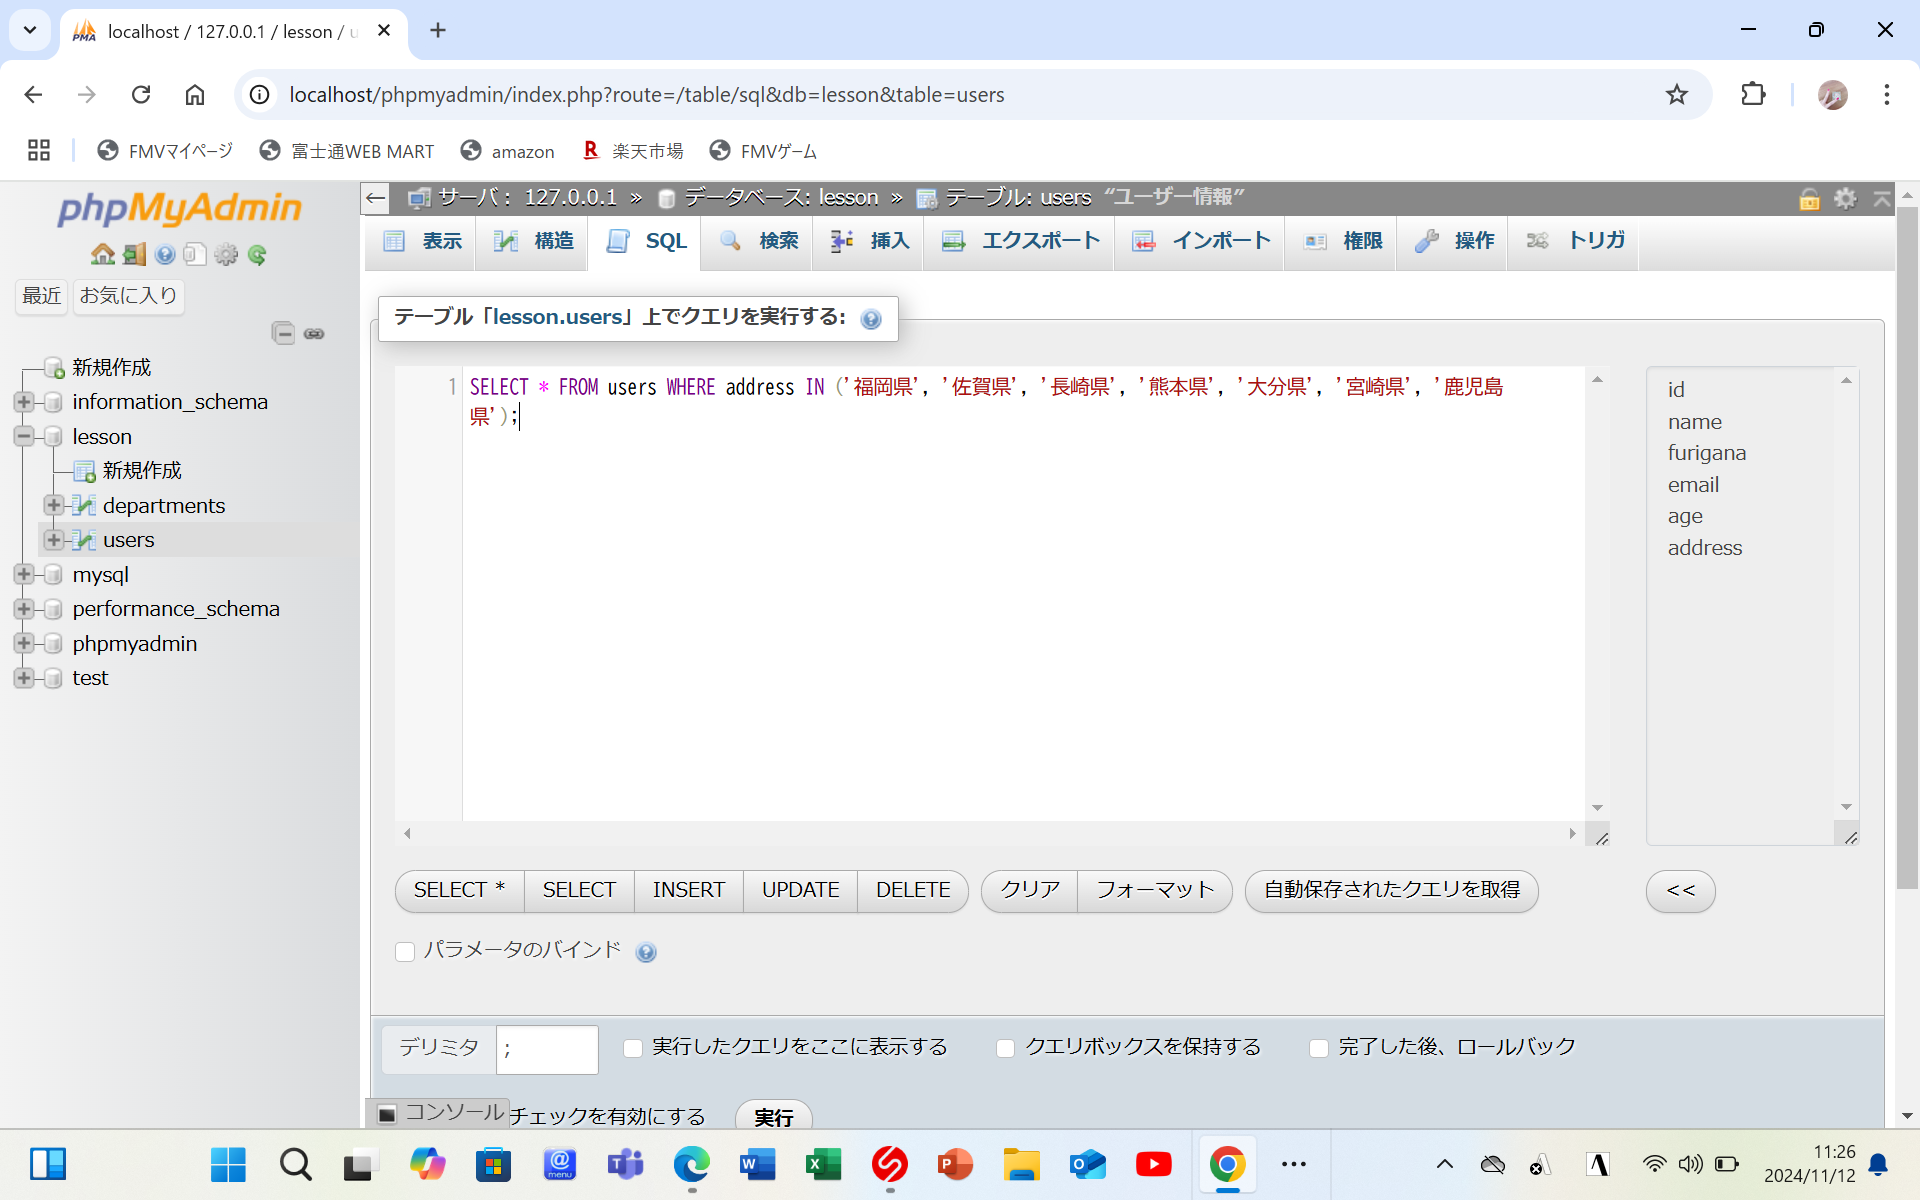 localhost / 127.0.0.1 / lesson / u
localhost/phpmyadmin/index.php?route=/table/sql&db=lesson&table=users
FMVマイページ 富士通WEB MART amazon 楽天市場 FMVゲーム
phpMyAdmin
最近 お気に入り
新規作成
information_schema
lesson
新規作成
departments
users
mysql
performance_schema
phpmyadmin
test
サーバ: 127.0.0.1 » データベース: lesson » テーブル: users “ユーザー情報”
表示 構造 SQL 検索 挿入 エクスポート インポート 権限 操作 トリガ
テーブル「lesson.users」上でクエリを実行する:
1 SELECT * FROM users WHERE address IN ('福岡県', '佐賀県', '長崎県', '熊本県', '大分県', '宮崎県', '鹿児島
県');
id
name
furigana
email
age
address
SELECT * SELECT INSERT UPDATE DELETE クリア フォーマット 自動保存されたクエリを取得 <<
パラメータのバインド
デリミタ ; 実行したクエリをここに表示する クエリボックスを保持する 完了した後、ロールバック
コンソール チェックを有効にする 実行
11:26
2024/11/12